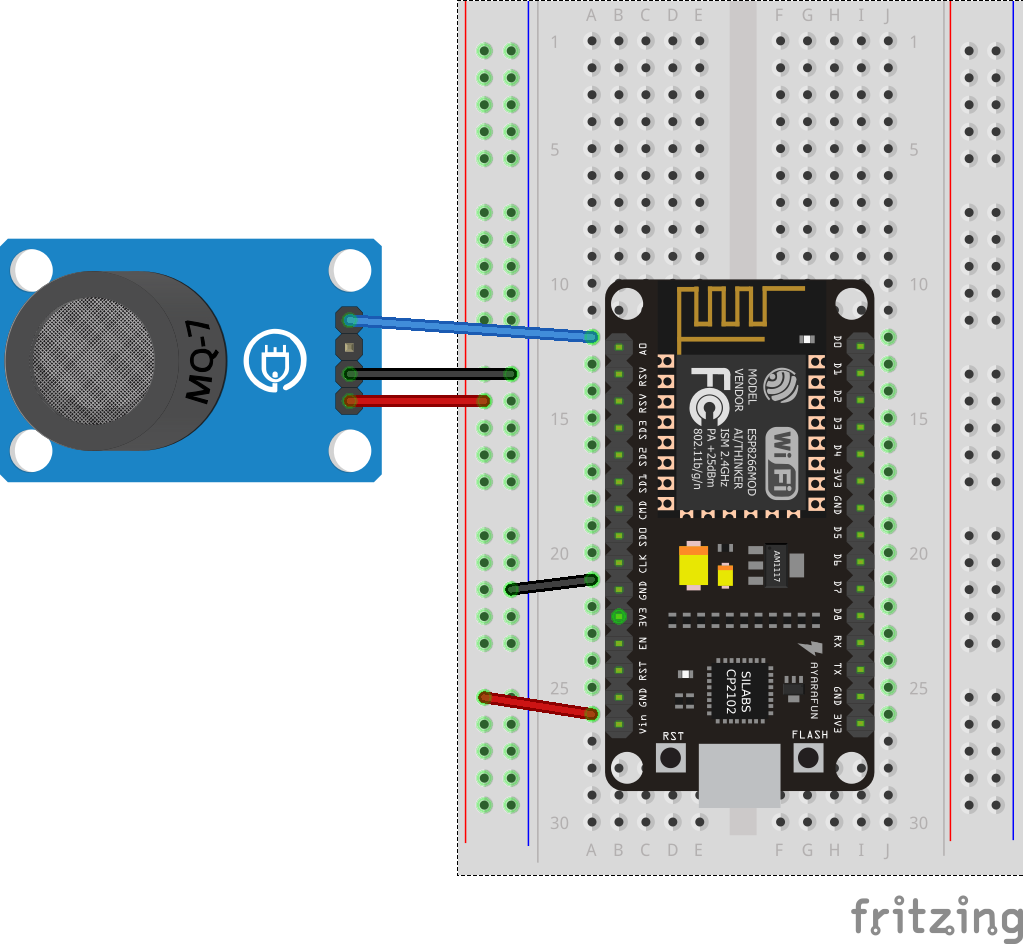 A B C D E F G H I J
1 1
5 5
10 10
15 15
20 20
25 25
30 30
A B C D E F G H I J
MQ-7
A0
RSV
RSV
SD3
SD2
SD1
CMD
SD0
CLK
GND
3V3
EN
RST
GND
Vin
D0
D1
D2
D3
D4
3V3
GND
D5
D6
D7
D8
RX
TX
GND
3V3
MODEL
VENDOR
ESP8266MOD
AI/THINKER
ISM 2.4GHz
PA +25dBm
802.11b/g/n
FC
Wi Fi
AM1117
SILABS
CP2102
AYARAFUN
RST
FLASH
fritzing